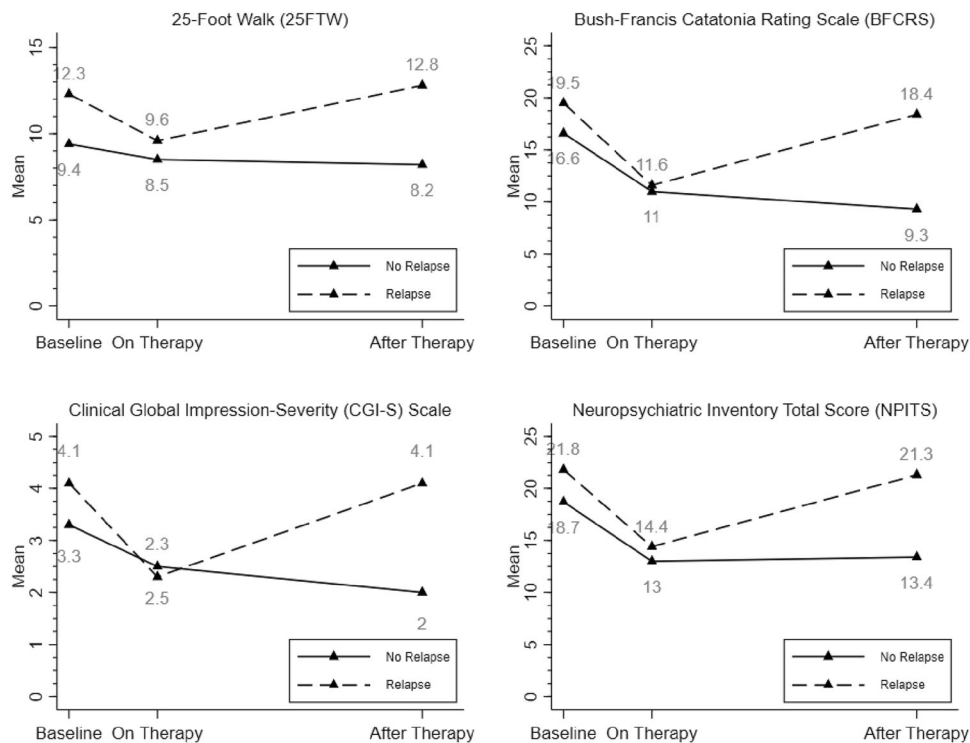 25-Foot Walk (25FTW)
Mean
15
10
5
0
12.3
9.6
12.8
9.4
8.5
8.2
No Relapse
Relapse
Baseline On Therapy After Therapy
Bush-Francis Catatonia Rating Scale (BFCRS)
Mean
25
20
15
10
5
0
19.5
11.6
18.4
16.6
11
9.3
No Relapse
Relapse
Baseline On Therapy After Therapy
Clinical Global Impression-Severity (CGI-S) Scale
Mean
5
4
3
2
1
0
4.1
2.3
4.1
3.3
2.5
2
No Relapse
Relapse
Baseline On Therapy After Therapy
Neuropsychiatric Inventory Total Score (NPITS)
Mean
25
20
15
10
5
0
21.8
14.4
21.3
18.7
13
13.4
No Relapse
Relapse
Baseline On Therapy After Therapy